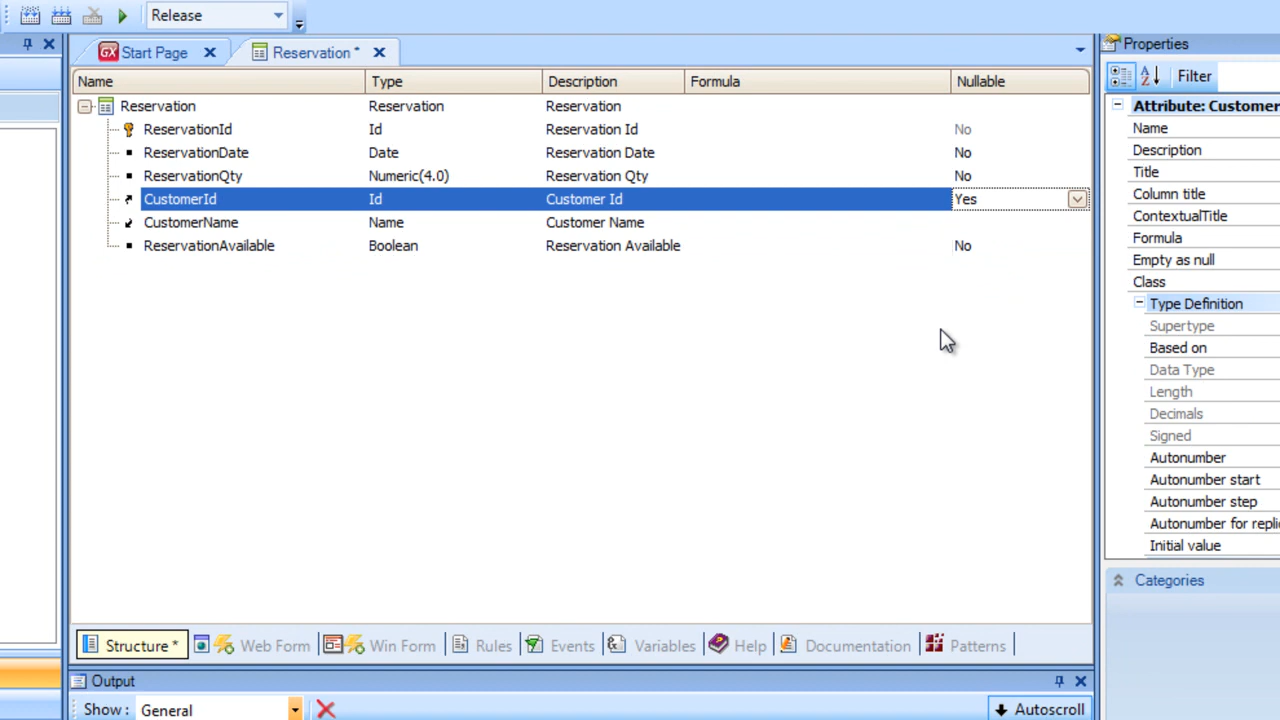 Release
GX Start Page
Reservation *
Properties
Name Type Description Formula Nullable
Filter
Reservation Reservation Reservation
Attribute: Customer
ReservationId Id Reservation Id No
Name
ReservationDate Date Reservation Date No
Description
ReservationQty Numeric(4.0) Reservation Qty No
Title
CustomerId Id Customer Id Yes
Column title
ContextualTitle
CustomerName Name Customer Name
Formula
ReservationAvailable Boolean Reservation Available No
Empty as null
Class
Type Definition
Supertype
Based on
Data Type
Length
Decimals
Signed
Autonumber
Autonumber start
Autonumber step
Autonumber for replic
Initial value
Categories
Structure * Web Form Win Form Rules Events Variables Help Documentation Patterns
Output
Show: General Autoscroll